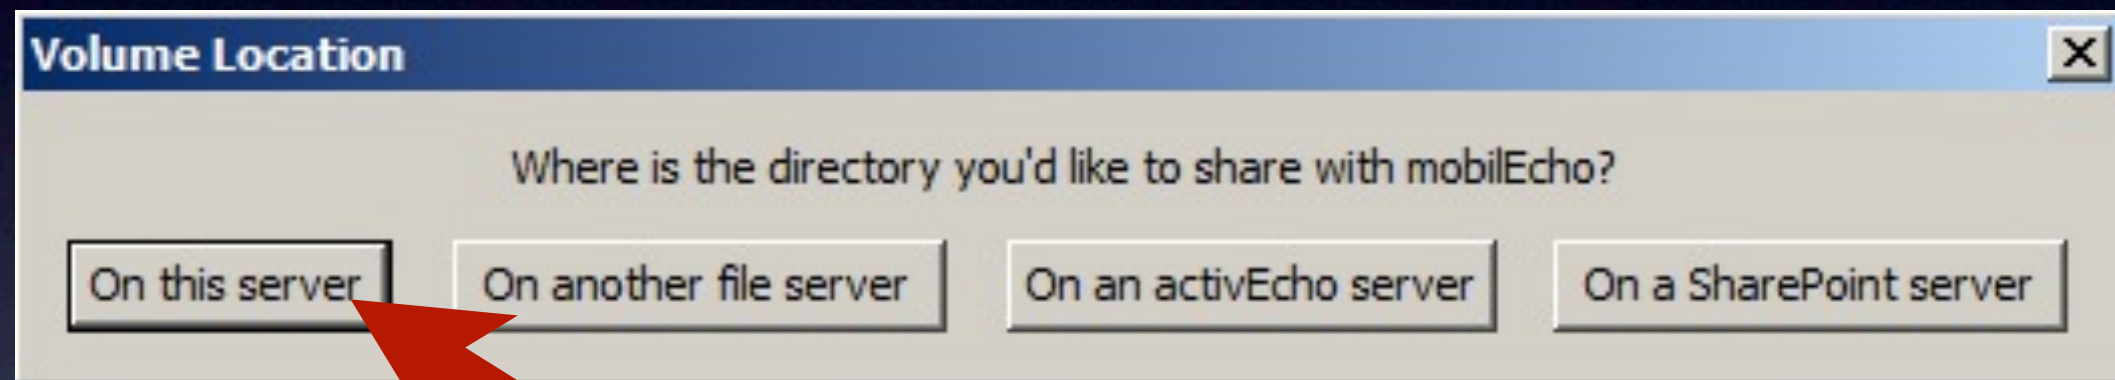 Volume Location
Where is the directory you'd like to share with mobilEcho?
On this server
On another file server
On an activEcho server
On a SharePoint server